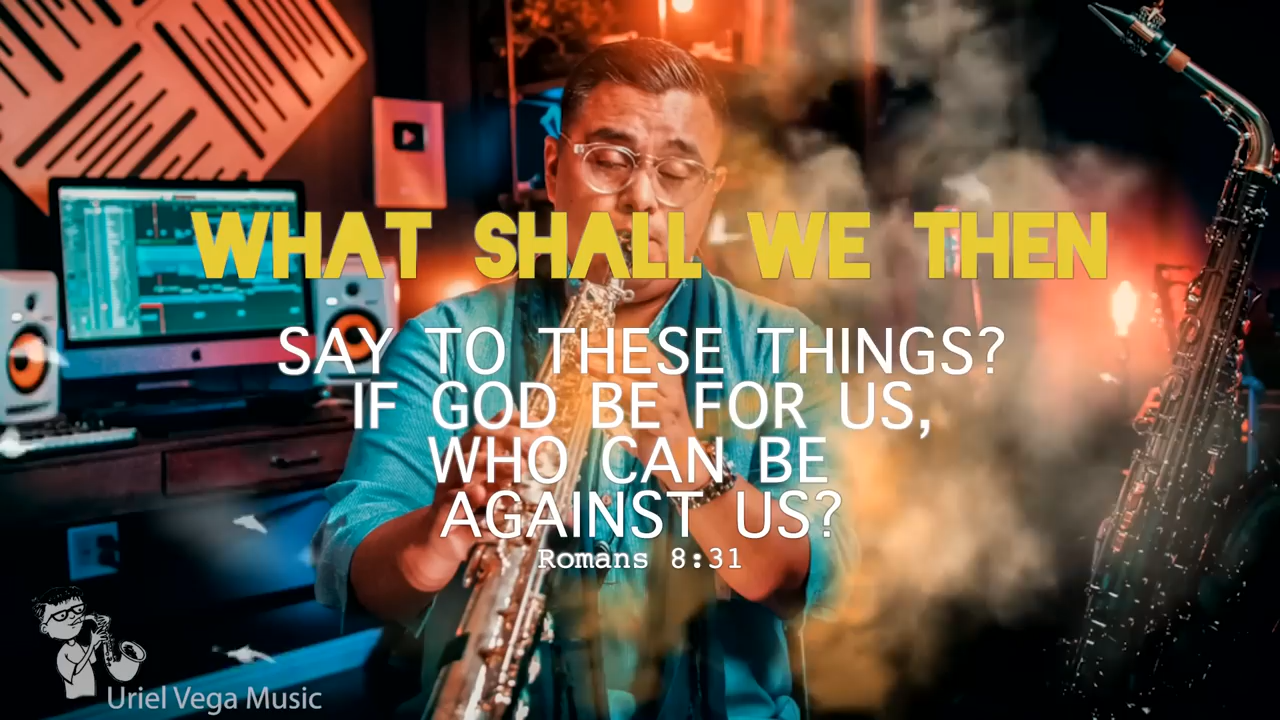 WHAT SHALL WE THEN
SAY TO THESE THINGS?
IF GOD BE FOR US,
WHO CAN BE
AGAINST US?
Romans 8:31
Uriel Vega Music